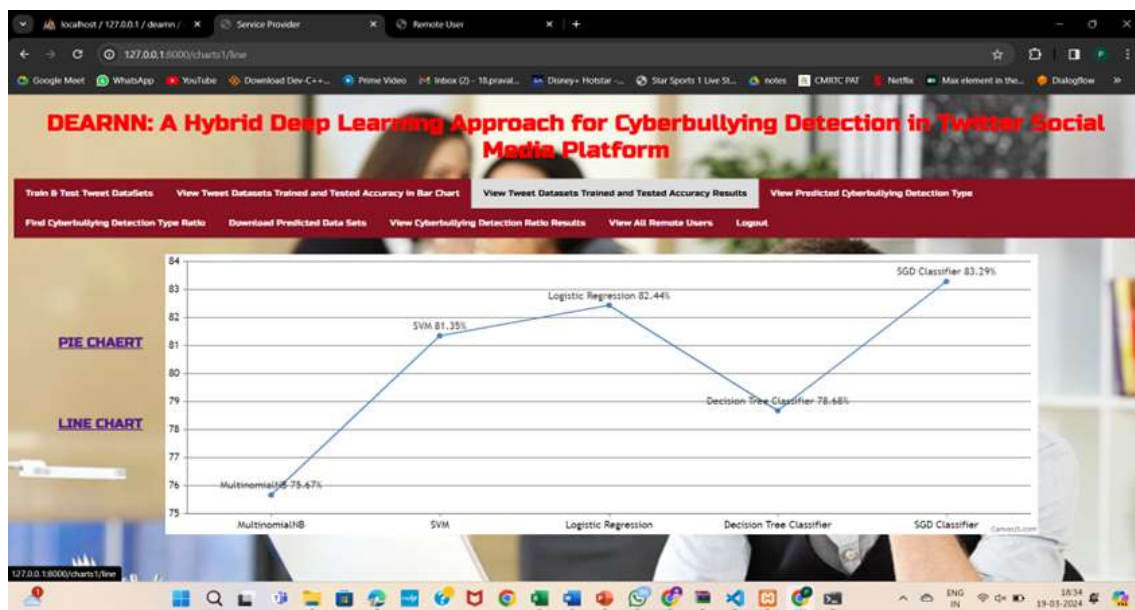 localhost / 127.0.0.1 / dearnn /
Service Provider
Remote User
127.0.0.1:8000/charts1/line
Google Meet WhatsApp YouTube Download Dev-C++... Prime Video Inbox (2) - 18.praval... Disney+ Hotstar -... Star Sports 1 Live St... notes CMRTC PAT Netflix Max element in the... Dialogflow
DEARNN: A Hybrid Deep Learning Approach for Cyberbullying Detection in Twitter Social
Media Platform
Train & Test Tweet DataSets View Tweet Datasets Trained and Tested Accuracy in Bar Chart View Tweet Datasets Trained and Tested Accuracy Results View Predicted Cyberbullying Detection Type
Find Cyberbullying Detection Type Ratio Download Predicted Data Sets View Cyberbullying Detection Ratio Results View All Remote Users Logout
PIE CHAERT
LINE CHART
84
83
82
81
80
79
78
77
76
75
MultinomialNB 75.67%
SVM 81.35%
Logistic Regression 82.44%
Decision Tree Classifier 78.68%
SGD Classifier 83.29%
MultinomialNB SVM Logistic Regression Decision Tree Classifier SGD Classifier
CanvasJS.com
127.0.0.1:8000/charts1/line
ENG
IN
18:34
19-03-2024